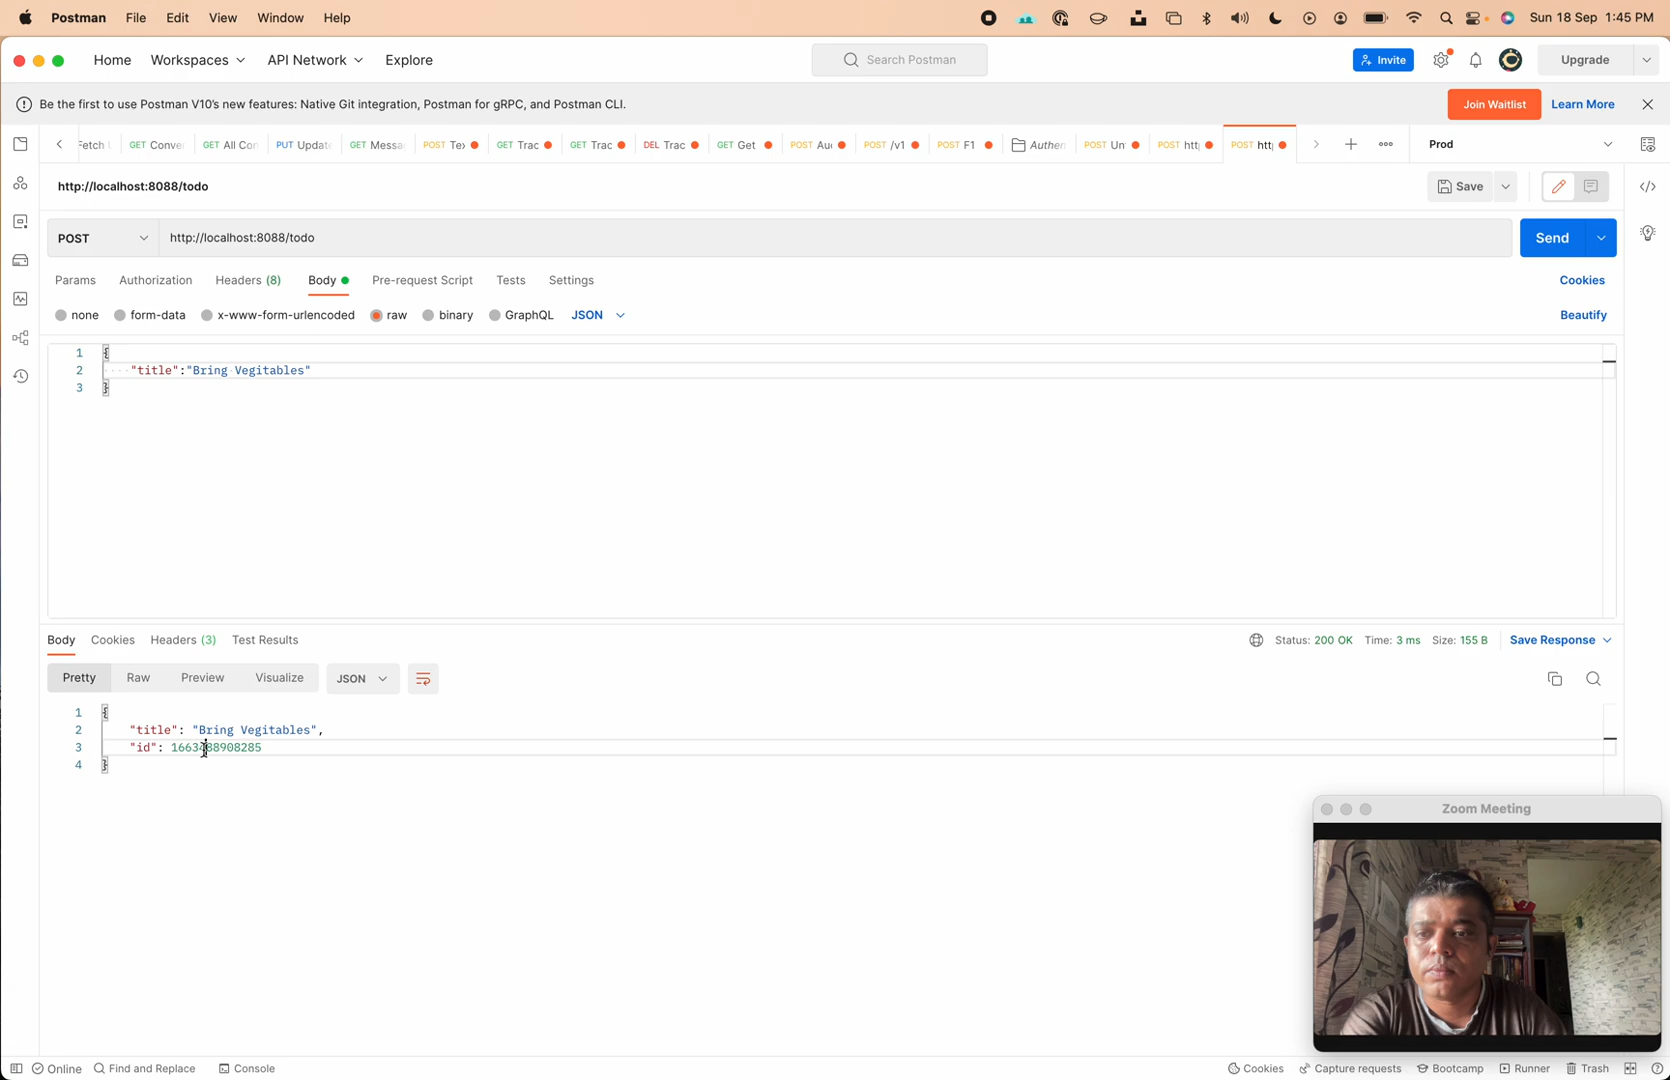 Postman File Edit View Window Help Sun 18 Sep 1:45 PM
Home Workspaces API Network Explore Search Postman Invite Upgrade
Be the first to use Postman V10's new features: Native Git integration, Postman for gRPC, and Postman CLI. Join Waitlist Learn More
GET Conve GET All Con PUT Update GET Messa POST Te GET Trac GET Trac DEL Trac GET Get POST Au POST /v1 POST F1 Authen POST Un POST htt POST htt Prod
http://localhost:8088/todo Save
POST http://localhost:8088/todo Send
Params Authorization Headers (8) Body Pre-request Script Tests Settings Cookies
none form-data x-www-form-urlencoded raw binary GraphQL JSON Beautify
1 {
2 "title":"Bring Vegitables"
3 }
Body Cookies Headers (3) Test Results Status: 200 OK Time: 3 ms Size: 155 B Save Response
Pretty Raw Preview Visualize JSON
1 {
2 "title": "Bring Vegitables",
3 "id": 1663488908285
4 }
Zoom Meeting
Online Find and Replace Console Cookies Capture requests Bootcamp Runner Trash